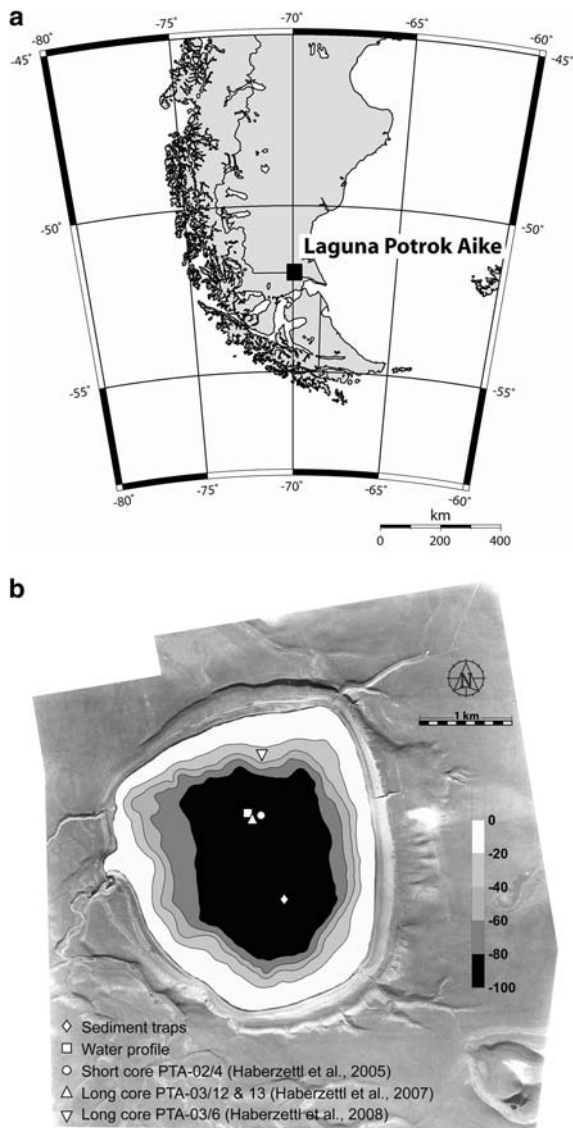 a
-80°
-75°
-70°
-65°
-60°
-45°
-45°
-50°
-50°
Laguna Potrok Aike
-55°
-55°
-80°
-75°
-70°
-65°
-60°
km
0 200 400
b
N
1 km
0
-20
-40
-60
-80
-100
Sediment traps
Water profile
Short core PTA-02/4 (Haberzettl et al., 2005)
Long core PTA-03/12 & 13 (Haberzettl et al., 2007)
Long core PTA-03/6 (Haberzettl et al., 2008)